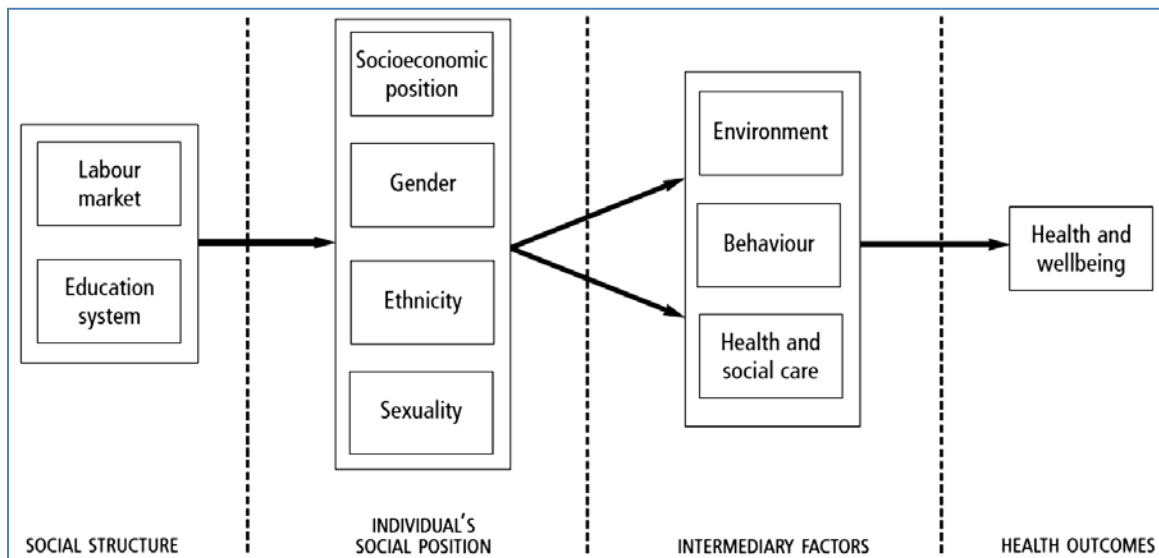 Labour
market
Education
system
SOCIAL STRUCTURE
Socioeconomic
position
Gender
Ethnicity
Sexuality
INDIVIDUAL'S
SOCIAL POSITION
Environment
Behaviour
Health and
social care
INTERMEDIARY FACTORS
Health and
wellbeing
HEALTH OUTCOMES